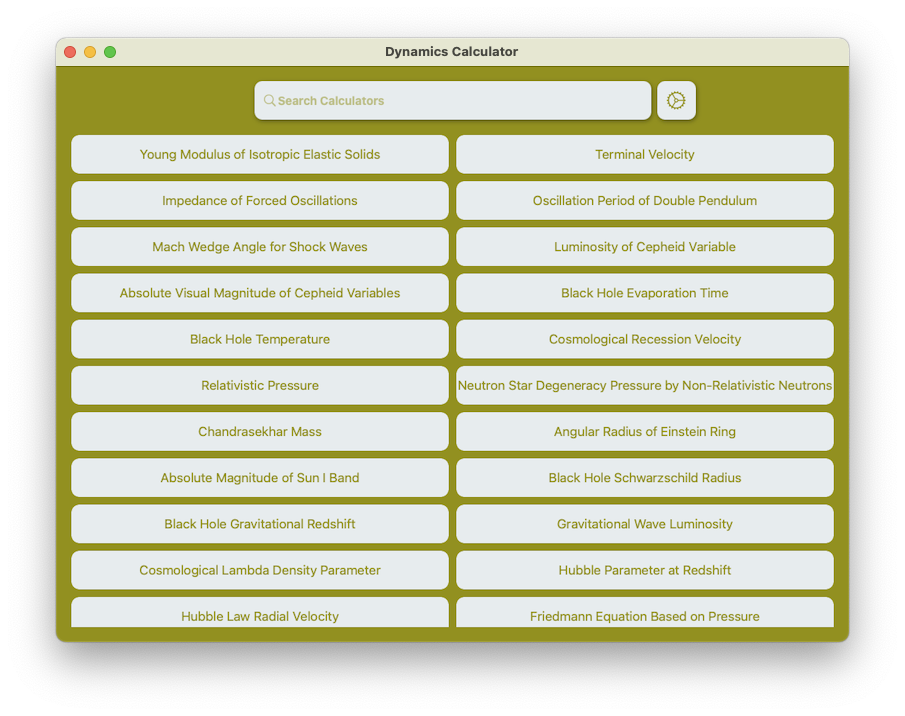 Dynamics Calculator
Search Calculators
Young Modulus of Isotropic Elastic Solids
Terminal Velocity
Impedance of Forced Oscillations
Oscillation Period of Double Pendulum
Mach Wedge Angle for Shock Waves
Luminosity of Cepheid Variable
Absolute Visual Magnitude of Cepheid Variables
Black Hole Evaporation Time
Black Hole Temperature
Cosmological Recession Velocity
Relativistic Pressure
Neutron Star Degeneracy Pressure by Non-Relativistic Neutrons
Chandrasekhar Mass
Angular Radius of Einstein Ring
Absolute Magnitude of Sun I Band
Black Hole Schwarzschild Radius
Black Hole Gravitational Redshift
Gravitational Wave Luminosity
Cosmological Lambda Density Parameter
Hubble Parameter at Redshift
Hubble Law Radial Velocity
Friedmann Equation Based on Pressure